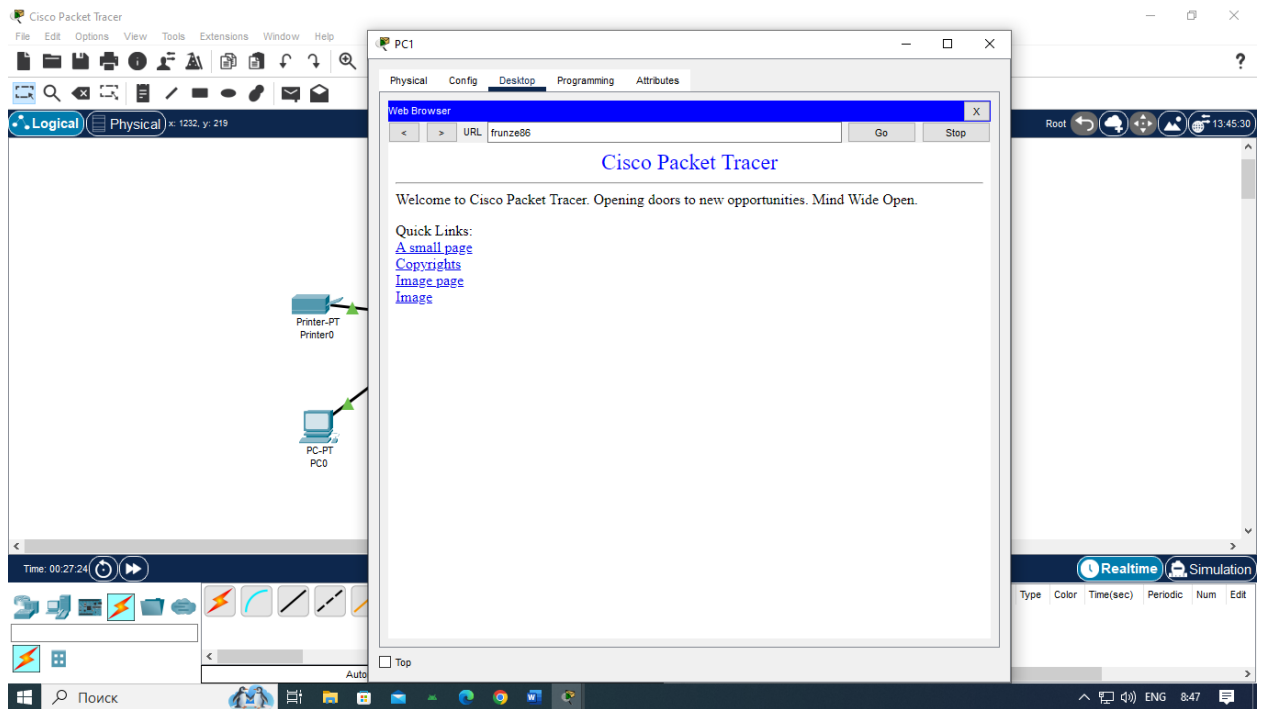 Cisco Packet Tracer
File Edit Options View Tools Extensions Window Help
?
PC1
Physical Config Desktop Programming Attributes
Web Browser X
< > URL frunze86 Go Stop
Logical Physical x: 1232, y: 219
Root 13:45:30
Cisco Packet Tracer
Welcome to Cisco Packet Tracer. Opening doors to new opportunities. Mind Wide Open.
Quick Links:
A small page
Copyrights
Image page
Image
Printer-PT
Printer0
PC-PT
PC0
Time: 00:27:24
Realtime Simulation
Type Color Time(sec) Periodic Num Edit
Top
Auto
Поиск
ENG 8:47